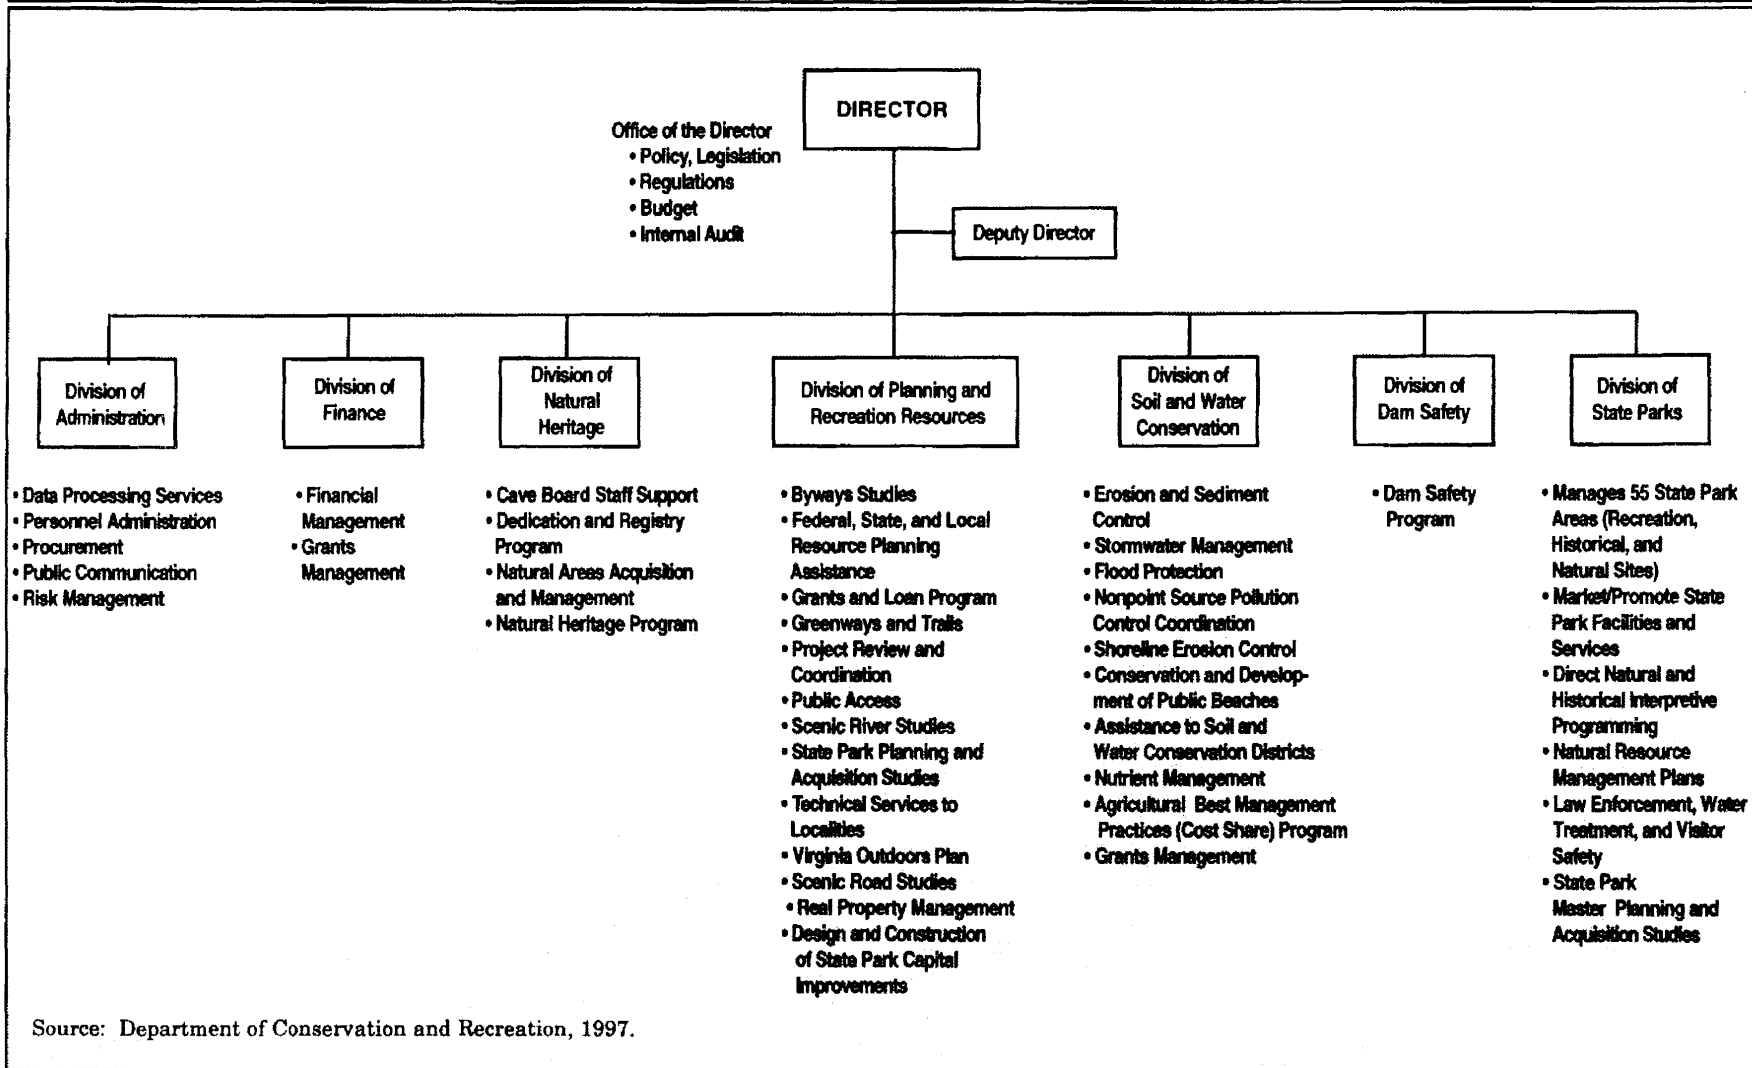 DIRECTOR
Office of the Director
• Policy, Legislation
• Regulations
• Budget
• Internal Audit
Deputy Director
Division of
Administration
• Data Processing Services
• Personnel Administration
• Procurement
• Public Communication
• Risk Management
Division of
Finance
• Financial
Management
• Grants
Management
Division of
Natural
Heritage
• Cave Board Staff Support
• Dedication and Registry
Program
• Natural Areas Acquisition
and Management
• Natural Heritage Program
Division of Planning and
Recreation Resources
• Byways Studies
• Federal, State, and Local
Resource Planning
Assistance
• Grants and Loan Program
• Greenways and Trails
• Project Review and
Coordination
• Public Access
• Scenic River Studies
• State Park Planning and
Acquisition Studies
• Technical Services to
Localities
• Virginia Outdoors Plan
• Scenic Road Studies
• Real Property Management
• Design and Construction
of State Park Capital
Improvements
Division of
Soil and Water
Conservation
• Erosion and Sediment
Control
• Stormwater Management
• Flood Protection
• Nonpoint Source Pollution
Control Coordination
• Shoreline Erosion Control
• Conservation and Develop-
ment of Public Beaches
• Assistance to Soil and
Water Conservation Districts
• Nutrient Management
• Agricultural Best Management
Practices (Cost Share) Program
• Grants Management
Division of
Dam Safety
• Dam Safety
Program
Division of
State Parks
• Manages 55 State Park
Areas (Recreation,
Historical, and
Natural Sites)
• Market/Promote State
Park Facilities and
Services
• Direct Natural and
Historical Interpretive
Programming
• Natural Resource
Management Plans
• Law Enforcement, Water
Treatment, and Visitor
Safety
• State Park
Master Planning and
Acquisition Studies
Source: Department of Conservation and Recreation, 1997.